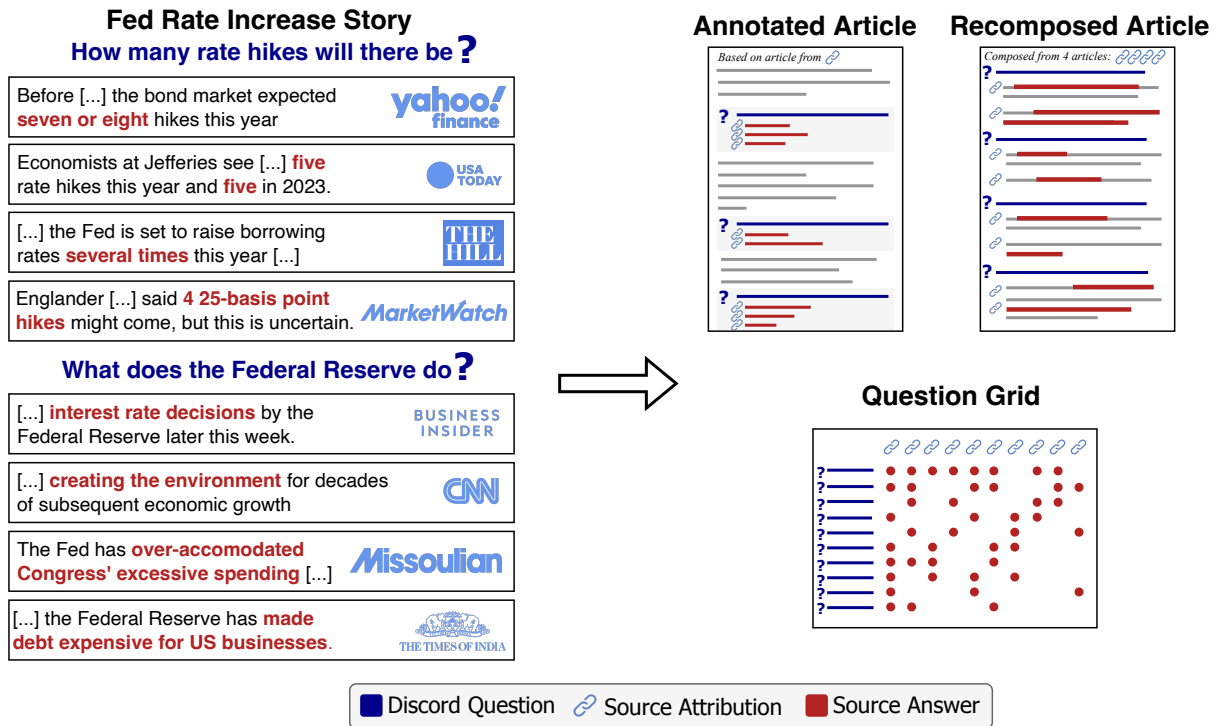 Fed Rate Increase Story
How many rate hikes will there be?
Before [...] the bond market expected
seven or eight hikes this year
yahoo!
finance
Economists at Jefferies see [...] five
rate hikes this year and five in 2023.
USA
TODAY
[...] the Fed is set to raise borrowing
rates several times this year [...]
THE
HILL
Englander [...] said 4 25-basis point
hikes might come, but this is uncertain.
MarketWatch
What does the Federal Reserve do?
[...] interest rate decisions by the
Federal Reserve later this week.
BUSINESS
INSIDER
[...] creating the environment for decades
of subsequent economic growth
CNN
The Fed has over-accomodated
Congress' excessive spending [...]
Missoulian
[...] the Federal Reserve has made
debt expensive for US businesses.
THE TIMES OF INDIA
Annotated Article
Based on article from
?
?
?
Recomposed Article
Composed from 4 articles:
?
?
?
?
Question Grid
?
?
?
?
?
?
?
?
?
?
Discord Question
Source Attribution
Source Answer